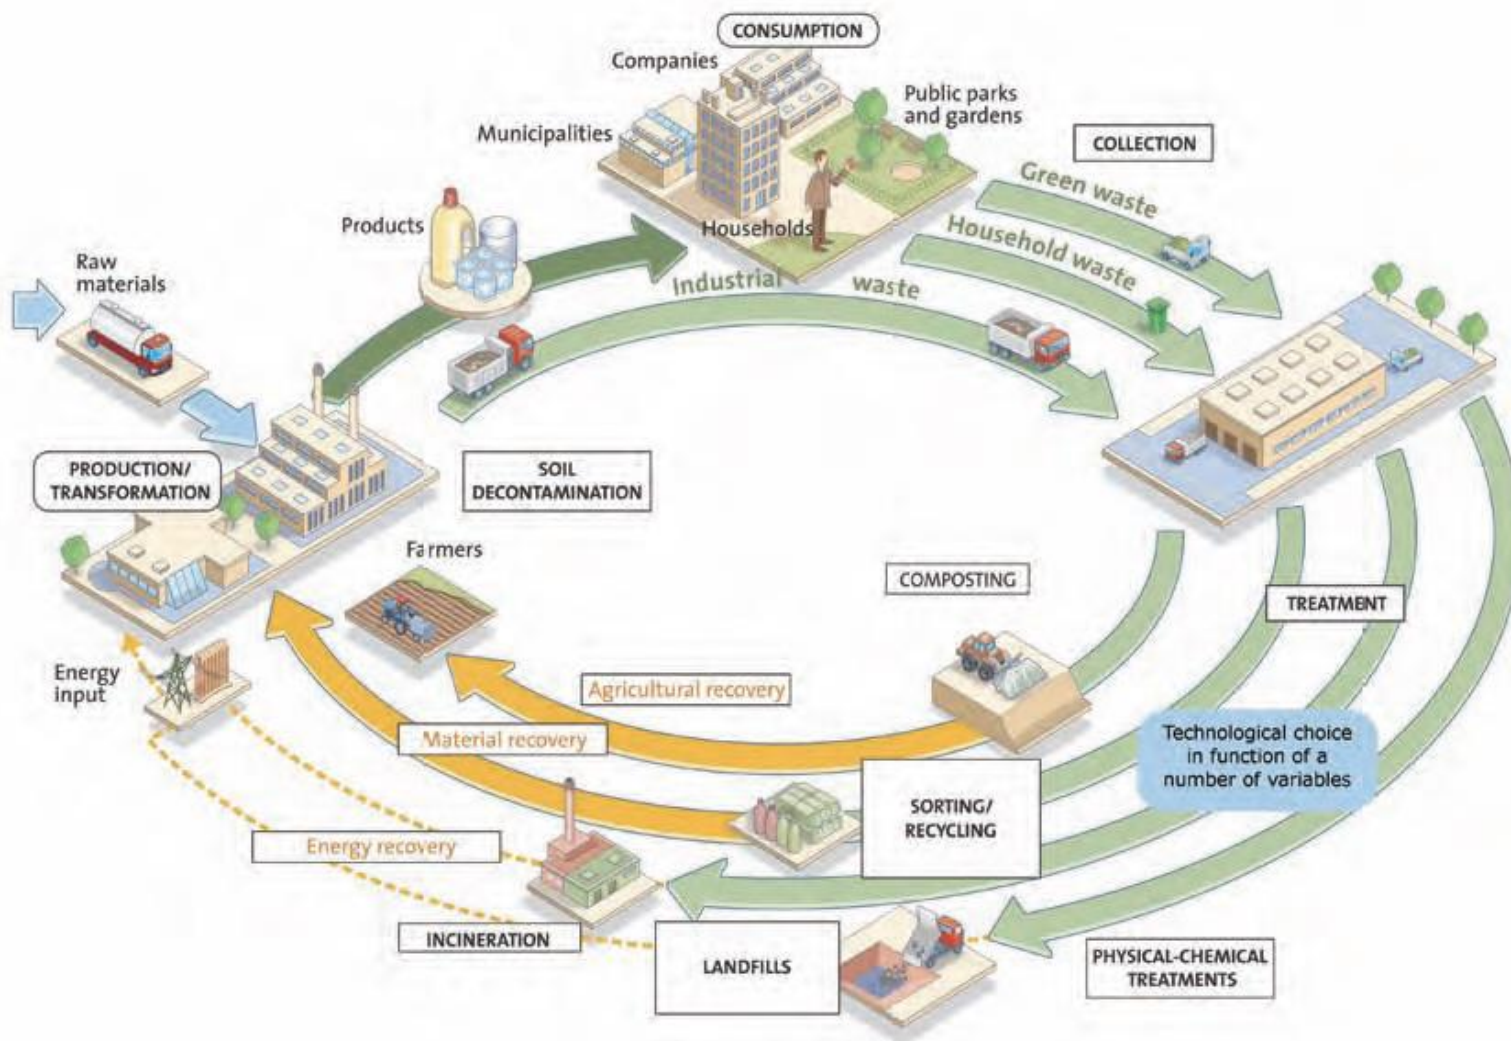 CONSUMPTION
Companies
Municipalities
Public parks
and gardens
Households
COLLECTION
Green waste
Household waste
Industrial waste
Products
Raw
materials
PRODUCTION/
TRANSFORMATION
SOIL
DECONTAMINATION
Farmers
COMPOSTING
TREATMENT
Energy
input
Agricultural recovery
Material recovery
Technological choice
in function of a
number of variables
SORTING/
RECYCLING
Energy recovery
INCINERATION
LANDFILLS
PHYSICAL-CHEMICAL
TREATMENTS